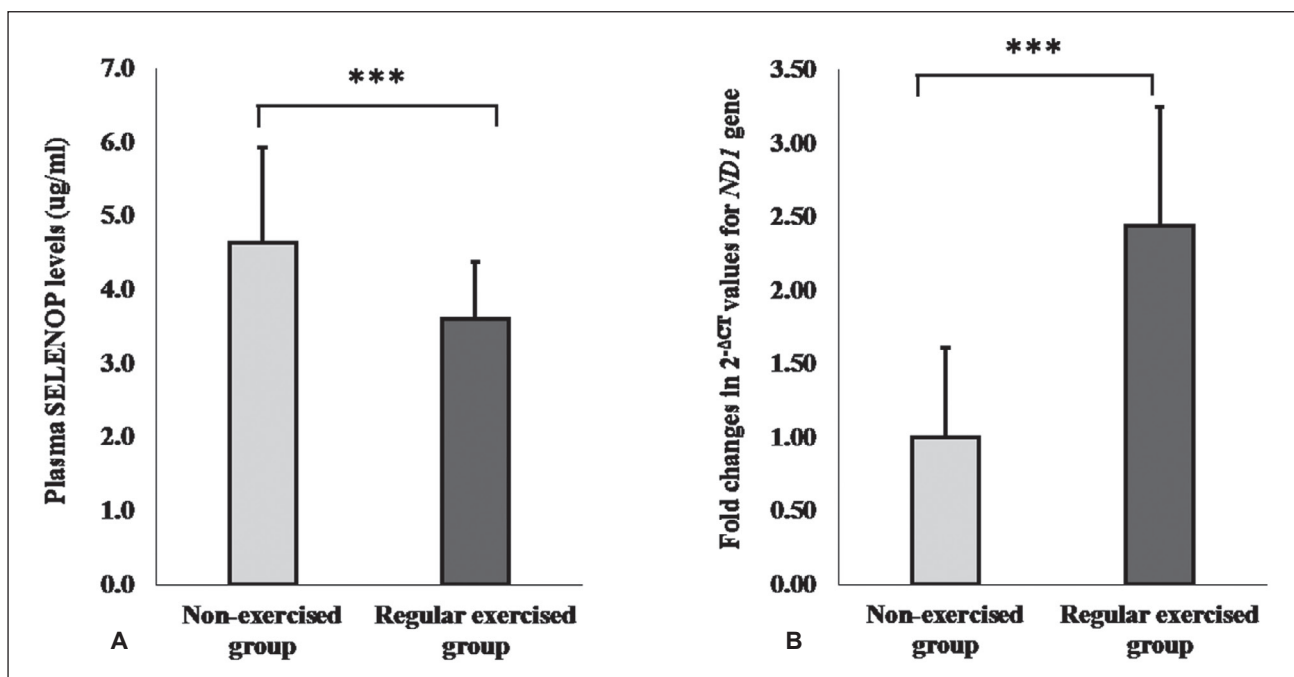 Plasma SELENOP levels (ug/ml)
7.0
6.0
5.0
4.0
3.0
2.0
1.0
0.0
***
Non-exercised
group
Regular exercised
group
A
Fold changes in 2-ΔCT values for ND1 gene
3.50
3.00
2.50
2.00
1.50
1.00
0.50
0.00
***
Non-exercised
group
Regular exercised
group
B